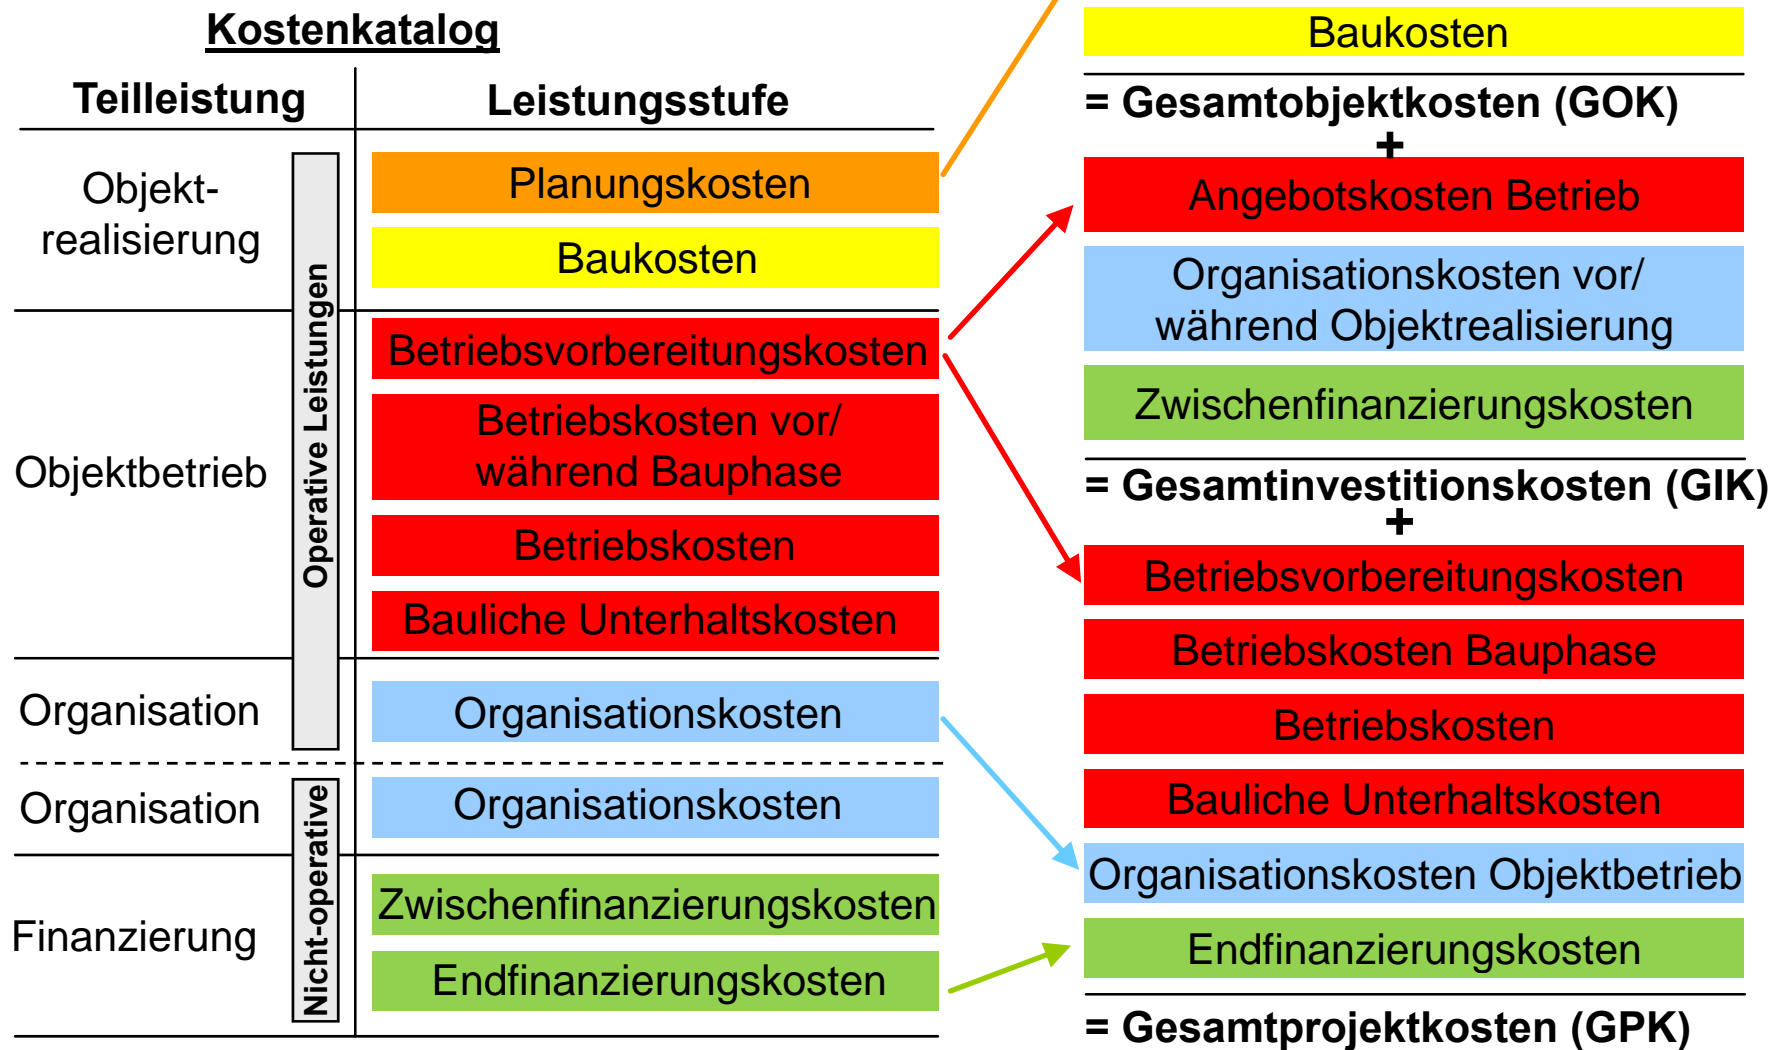 Kostenkatalog
Teilleistung
Leistungsstufe
Objekt-
realisierung
Operative Leistungen
Planungskosten
Baukosten
Objektbetrieb
Betriebsvorbereitungskosten
Betriebskosten vor/
während Bauphase
Betriebskosten
Bauliche Unterhaltskosten
Organisation
Organisationskosten
Organisation
Nicht-operative
Organisationskosten
Finanzierung
Zwischenfinanzierungskosten
Endfinanzierungskosten
Baukosten
= Gesamtobjektkosten (GOK)
+
Angebotskosten Betrieb
Organisationskosten vor/
während Objektrealisierung
Zwischenfinanzierungskosten
= Gesamtinvestitionskosten (GIK)
+
Betriebsvorbereitungskosten
Betriebskosten Bauphase
Betriebskosten
Bauliche Unterhaltskosten
Organisationskosten Objektbetrieb
Endfinanzierungskosten
= Gesamtprojektkosten (GPK)